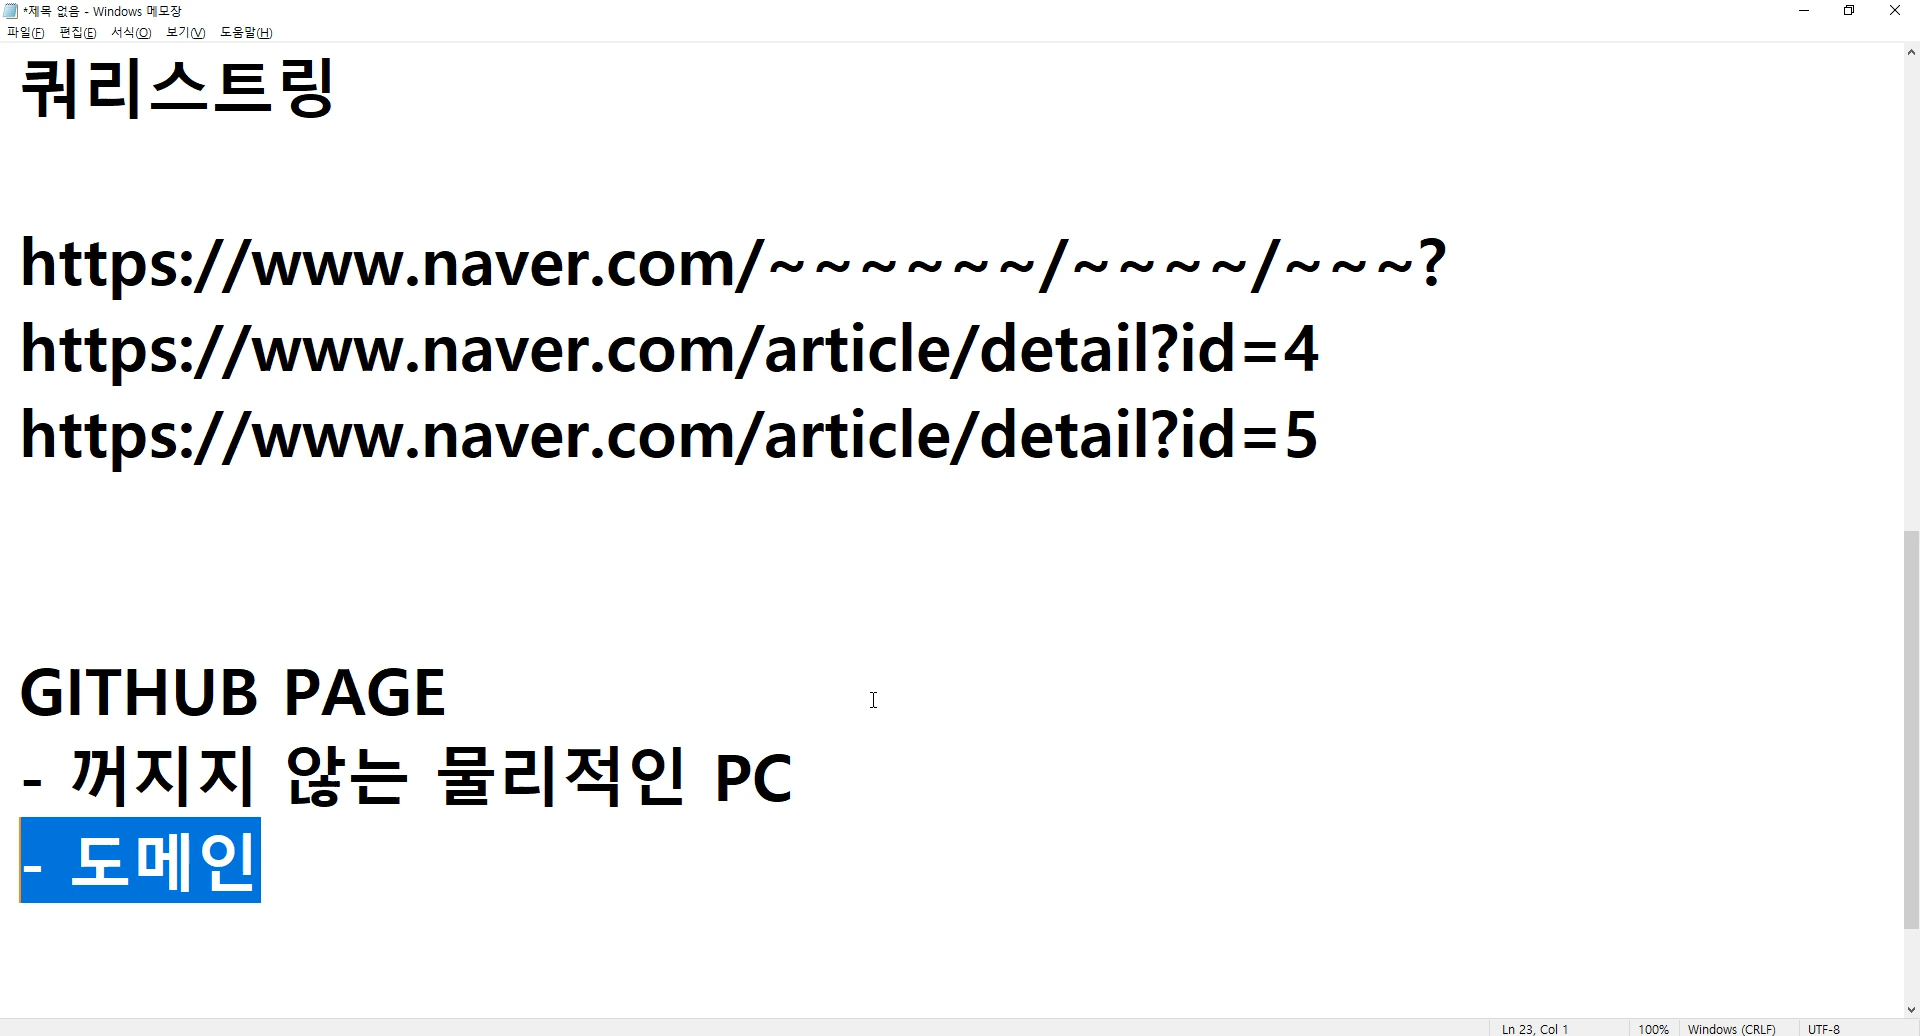 *제목 없음 - Windows 메모장
파일(F) 편집(E) 서식(O) 보기(V) 도움말(H)
쿼리스트링
https://www.naver.com/~~~~~~/~~~~/~~~?
https://www.naver.com/article/detail?id=4
https://www.naver.com/article/detail?id=5
GITHUB PAGE
- 꺼지지 않는 물리적인 PC
- 도메인
Ln 23, Col 1 100% Windows (CRLF) UTF-8